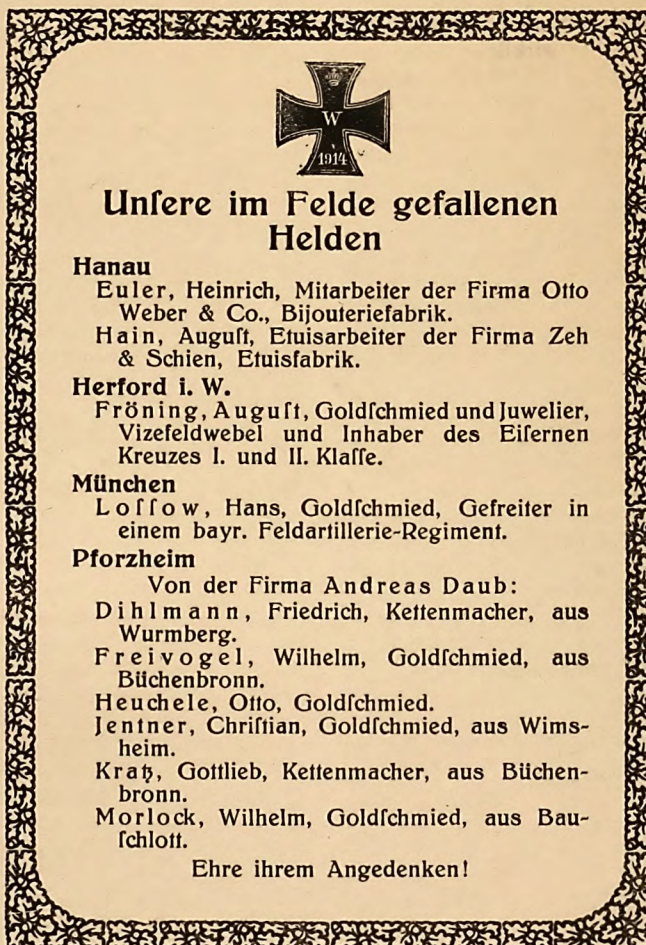 W
1914
Unſere im Felde gefallenen
Helden
Hanau
Euler, Heinrich, Mitarbeiter der Firma Otto
Weber & Co., Bijouteriefabrik.
Hain, Auguſt, Etuisarbeiter der Firma Zeh
& Schien, Etuisfabrik.
Herford i. W.
Fröning, Auguſt, Goldſchmied und Juwelier,
Vizefeldwebel und Inhaber des Eiſernen
Kreuzes I. und II. Klaſſe.
München
Loſſow, Hans, Goldſchmied, Gefreiter in
einem bayr. Feldartillerie-Regiment.
Pforzheim
Von der Firma Andreas Daub:
Dihlmann, Friedrich, Kettenmacher, aus
Wurmberg.
Freivogel, Wilhelm, Goldſchmied, aus
Büchenbronn.
Heuchele, Otto, Goldſchmied.
Jentner, Chriſtian, Goldſchmied, aus Wims-
heim.
Kratz, Gottlieb, Kettenmacher, aus Büchen-
bronn.
Morlock, Wilhelm, Goldſchmied, aus Bau-
ſchlott.
Ehre ihrem Angedenken!